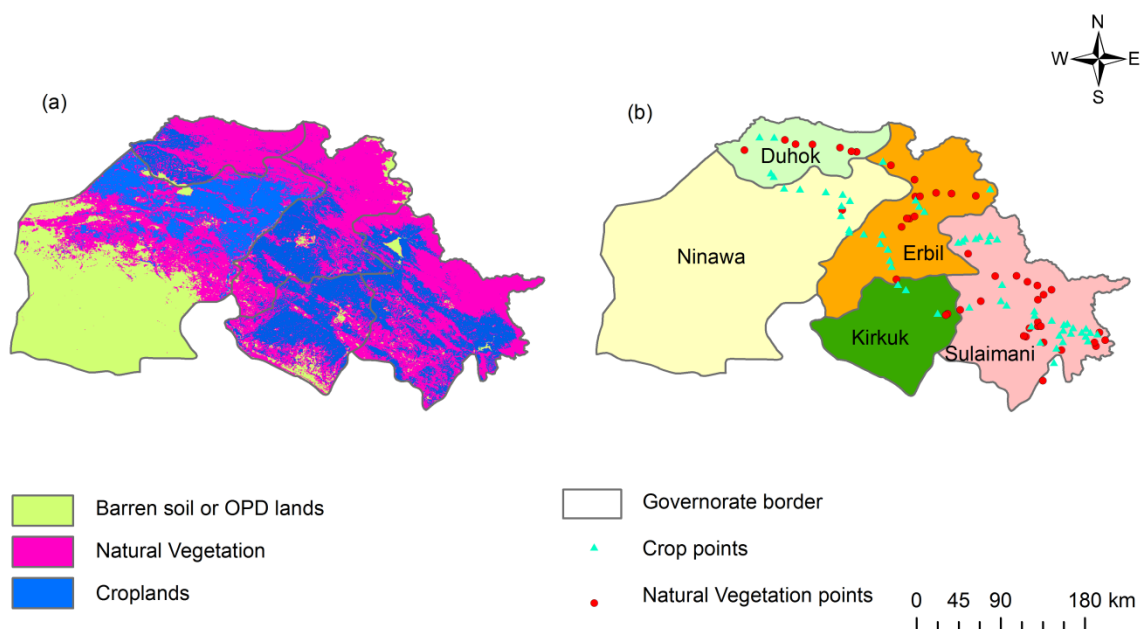 N
W E
S
(a)
(b)
Duhok
Ninawa
Erbil
Kirkuk
Sulaimani
Barren soil or OPD lands
Natural Vegetation
Croplands
Governorate border
Crop points
Natural Vegetation points
0 45 90 180 km